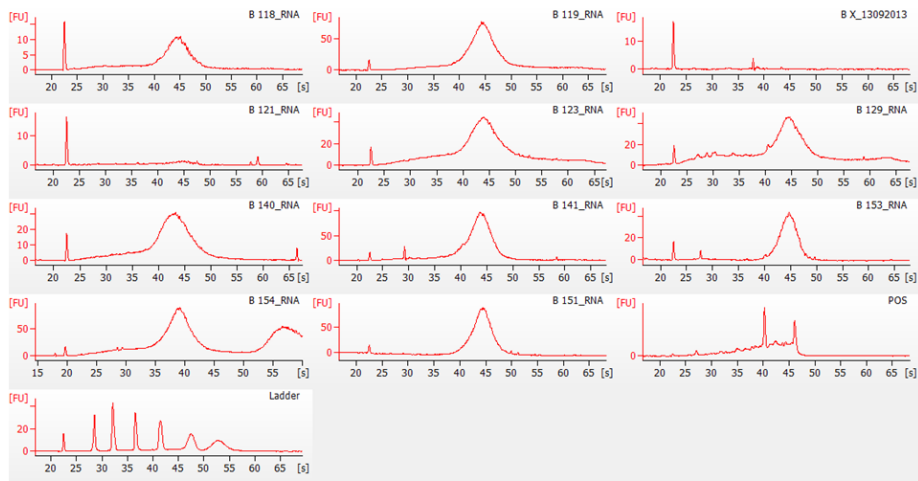 [FU] B 118_RNA
15
10
5
0
20 25 30 35 40 45 50 55 60 65 [s]
[FU] B 119_RNA
50
0
20 25 30 35 40 45 50 55 60 65 [s]
[FU] B X_13092013
10
0
20 25 30 35 40 45 50 55 60 65 [s]
[FU] B 121_RNA
10
0
20 25 30 35 40 45 50 55 60 65 [s]
[FU] B 123_RNA
20
0
20 25 30 35 40 45 50 55 60 65 [s]
[FU] B 129_RNA
20
0
20 25 30 35 40 45 50 55 60 65 [s]
[FU] B 140_RNA
30
20
10
0
20 25 30 35 40 45 50 55 60 65 [s]
[FU] B 141_RNA
50
0
20 25 30 35 40 45 50 55 60 65 [s]
[FU] B 153_RNA
20
0
20 25 30 35 40 45 50 55 60 65 [s]
[FU] B 154_RNA
50
0
15 20 25 30 35 40 45 50 55 [s]
[FU] B 151_RNA
50
0
20 25 30 35 40 45 50 55 60 65 [s]
[FU] POS
0
20 25 30 35 40 45 50 55 60 65 [s]
[FU] Ladder
20
0
20 25 30 35 40 45 50 55 60 65 [s]